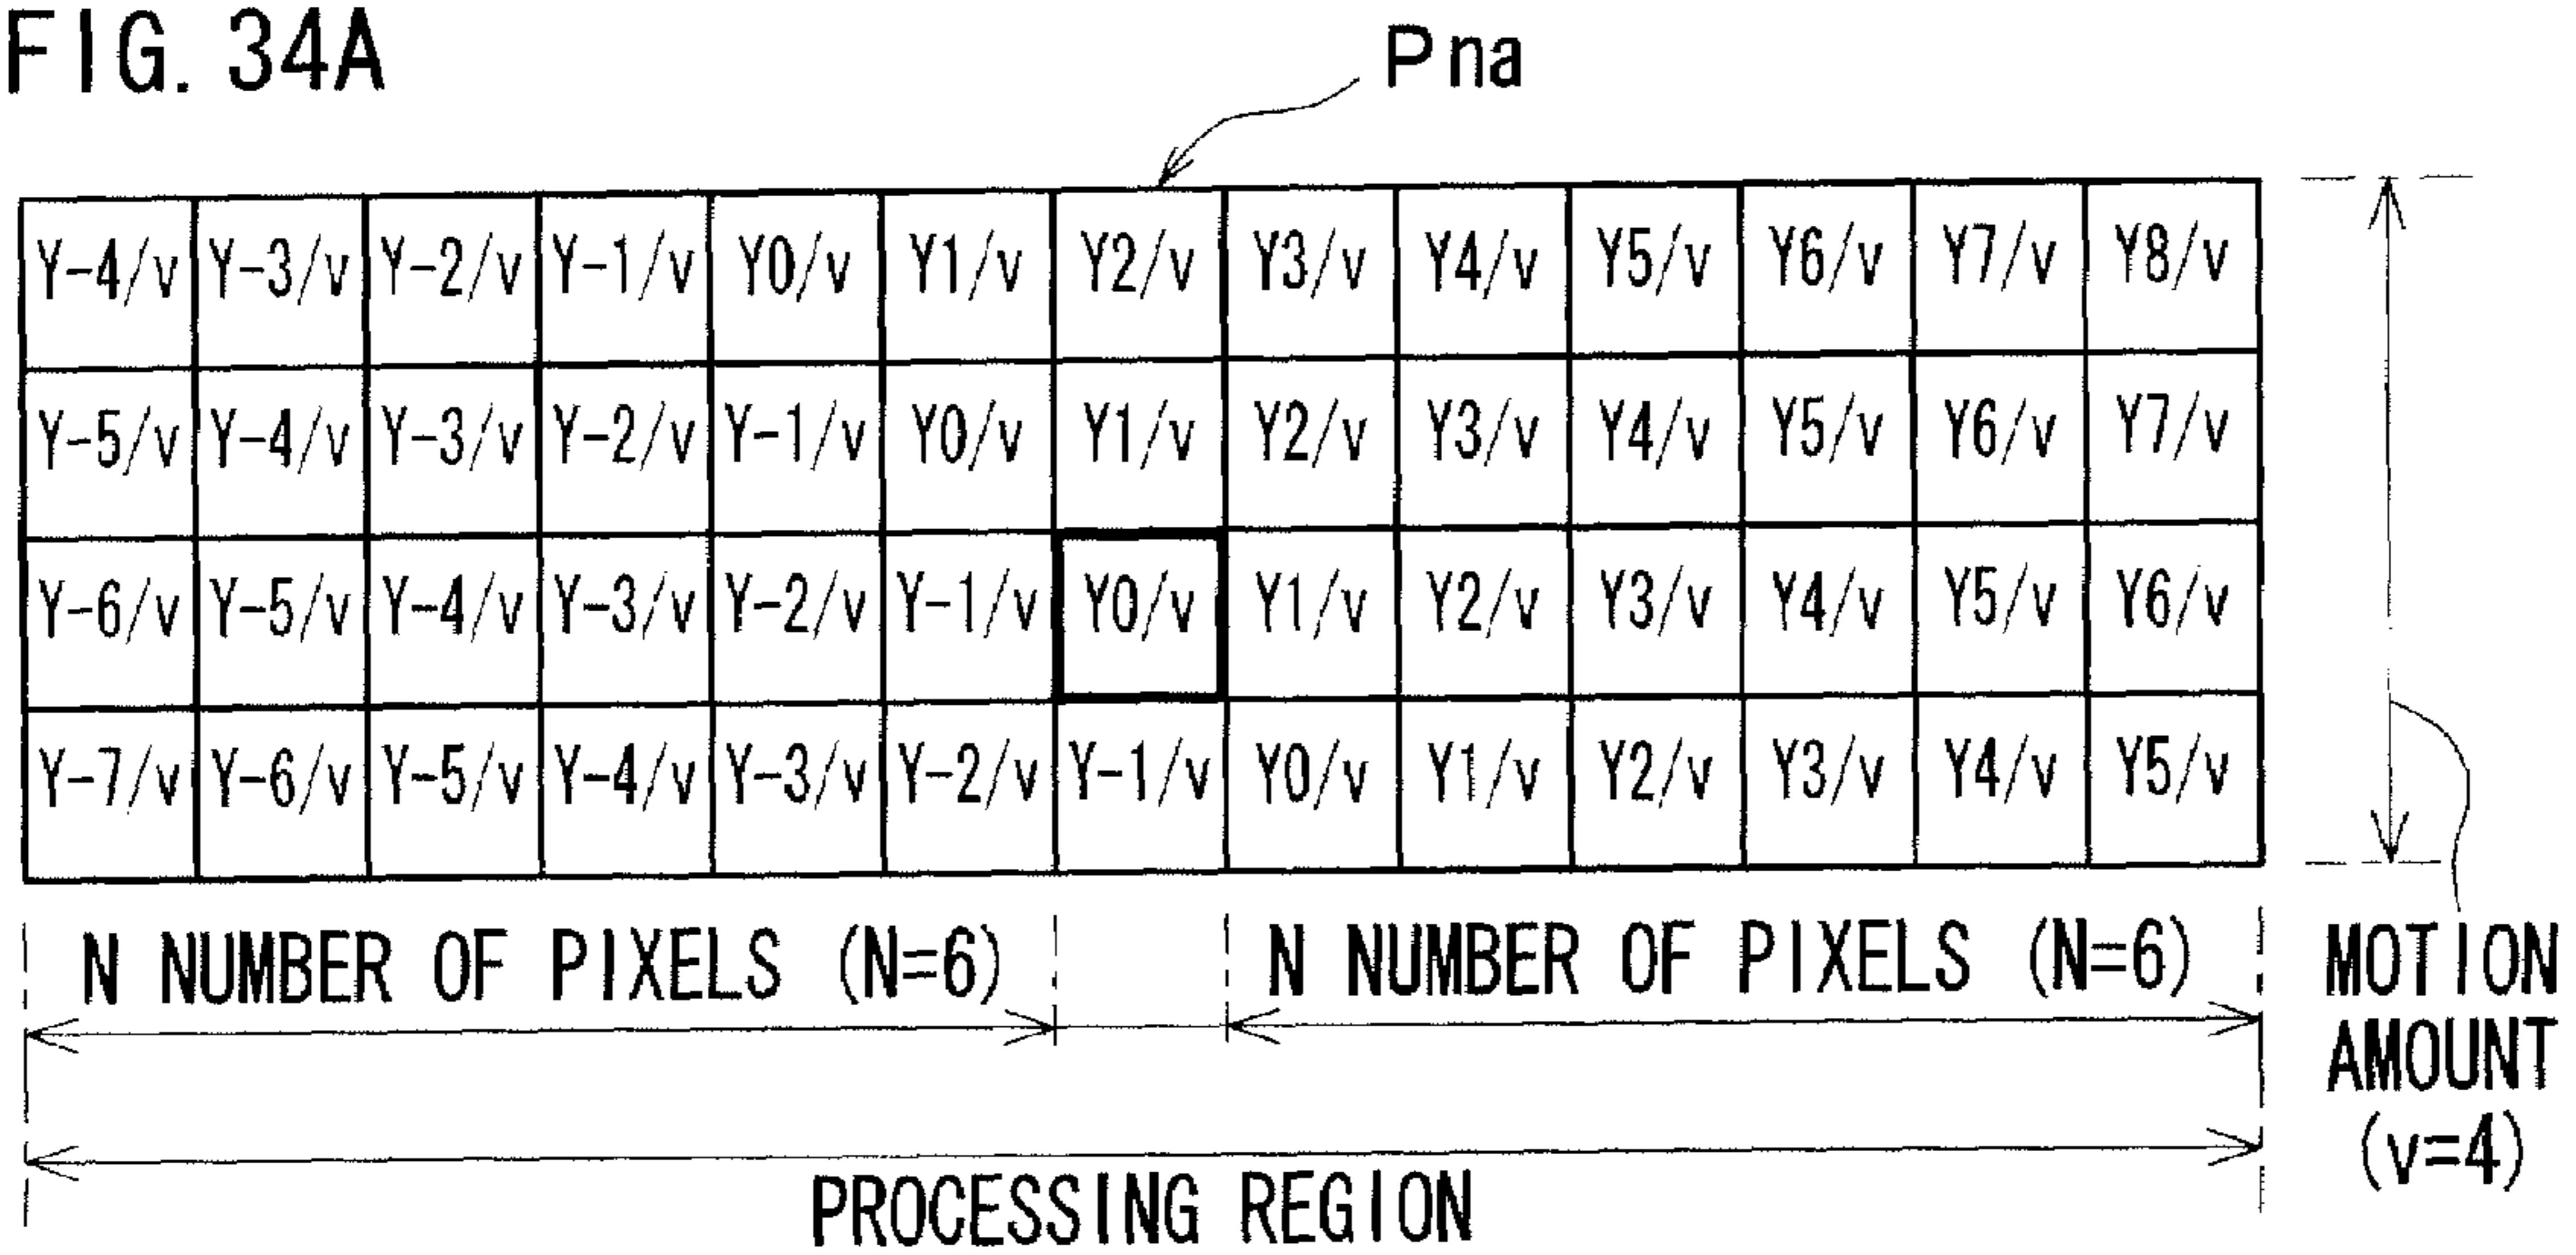 FIG. 34A
Pna
Y-4/v Y-3/v Y-2/v Y-1/v Y0/v Y1/v Y2/v Y3/v Y4/v Y5/v Y6/v Y7/v Y8/v
Y-5/v Y-4/v Y-3/v Y-2/v Y-1/v Y0/v Y1/v Y2/v Y3/v Y4/v Y5/v Y6/v Y7/v
Y-6/v Y-5/v Y-4/v Y-3/v Y-2/v Y-1/v Y0/v Y1/v Y2/v Y3/v Y4/v Y5/v Y6/v
Y-7/v Y-6/v Y-5/v Y-4/v Y-3/v Y-2/v Y-1/v Y0/v Y1/v Y2/v Y3/v Y4/v Y5/v
N NUMBER OF PIXELS (N=6)
N NUMBER OF PIXELS (N=6)
MOTION
AMOUNT
(v=4)
PROCESSING REGION